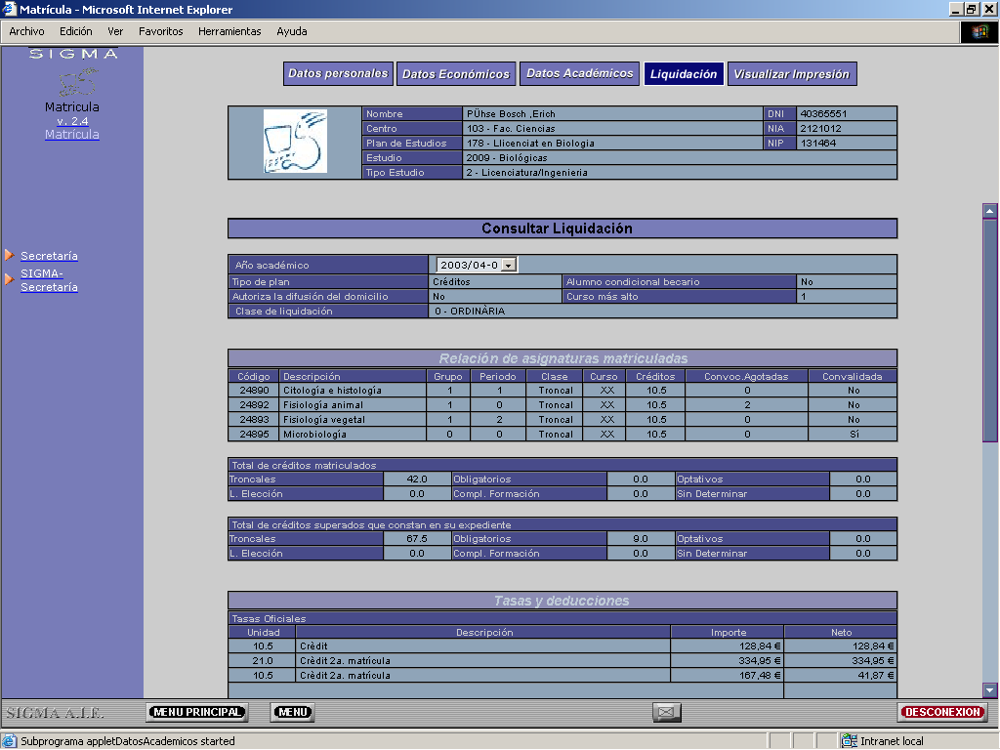 Matrícula - Microsoft Internet Explorer
Archivo Edición Ver Favoritos Herramientas Ayuda
SIGMA
Matricula
v. 2.4
Matrícula
Secretaría
SIGMA-
Secretaría
Datos personales Datos Económicos Datos Académicos Liquidación Visualizar Impresión
Nombre PÜhse Bosch ,Erich DNI 40365551
Centro 103 - Fac. Ciencias NIA 2121012
Plan de Estudios 178 - Llicenciat en Biologia NIP 131464
Estudio 2009 - Biológicas
Tipo Estudio 2 - Licenciatura/Ingenieria
Consultar Liquidación
Año académico 2003/04-0
Tipo de plan Créditos Alumno condicional becario No
Autoriza la difusión del domicilio No Curso más alto 1
Clase de liquidación 0 - ORDINÀRIA
Relación de asignaturas matriculadas
Código Descripción Grupo Periodo Clase Curso Créditos Convoc.Agotadas Convalidada
24890 Citología e histología 1 1 Troncal XX 10.5 0 No
24892 Fisiología animal 1 0 Troncal XX 10.5 2 No
24893 Fisiología vegetal 1 2 Troncal XX 10.5 0 No
24895 Microbiología 0 0 Troncal XX 10.5 0 Sí
Total de créditos matriculados
Troncales 42.0 Obligatorios 0.0 Optativos 0.0
L. Elección 0.0 Compl. Formación 0.0 Sin Determinar 0.0
Total de créditos superados que constan en su expediente
Troncales 67.5 Obligatorios 9.0 Optativos 0.0
L. Elección 0.0 Compl. Formación 0.0 Sin Determinar 0.0
Tasas y deducciones
Tasas Oficiales
Unidad Descripción Importe Neto
10.5 Crèdit 128,84 € 128,84 €
21.0 Crèdit 2a. matrícula 334,95 € 334,95 €
10.5 Crèdit 2a. matrícula 167,48 € 41,87 €
SIGMA A.I.E. MENU PRINCIPAL MENU DESCONEXION
Subprograma appletDatosAcademicos started Intranet local